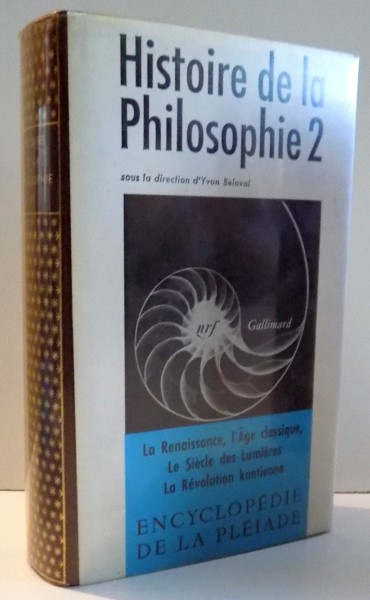 Histoire de la
Philosophie 2
sous la direction d'Yvon Belaval
nrf Gallimard
La Renaissance, l'Âge classique,
Le Siècle des Lumières
La Révolution kantienne
ENCYCLOPÉDIE
DE LA PLÉIADE